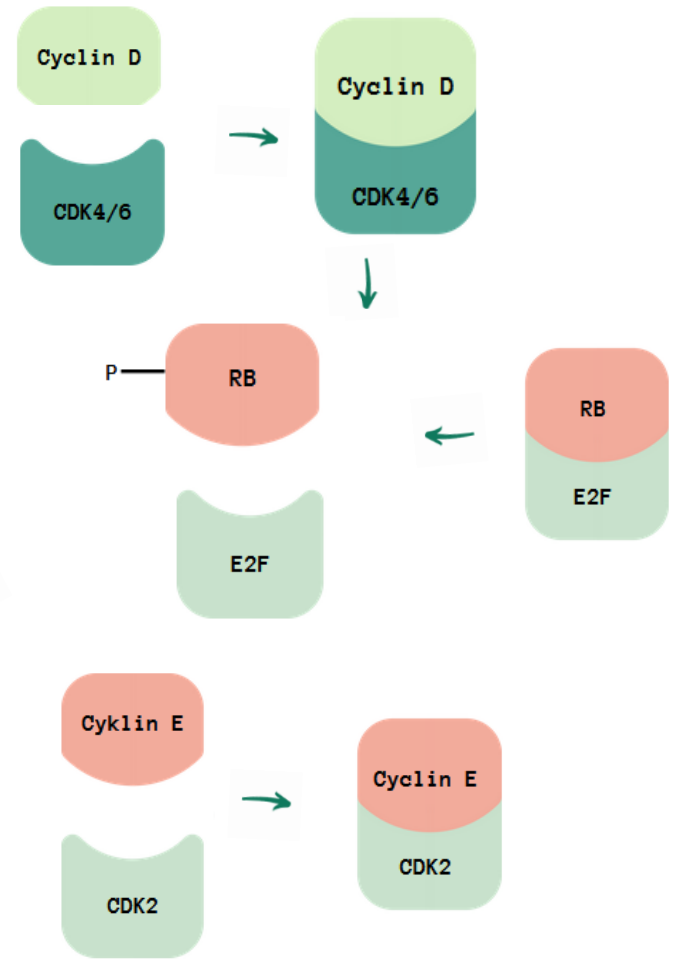 Cyclin D
Cyclin D
CDK4/6
CDK4/6
P
RB
RB
E2F
E2F
Cyklin E
Cyclin E
CDK2
CDK2